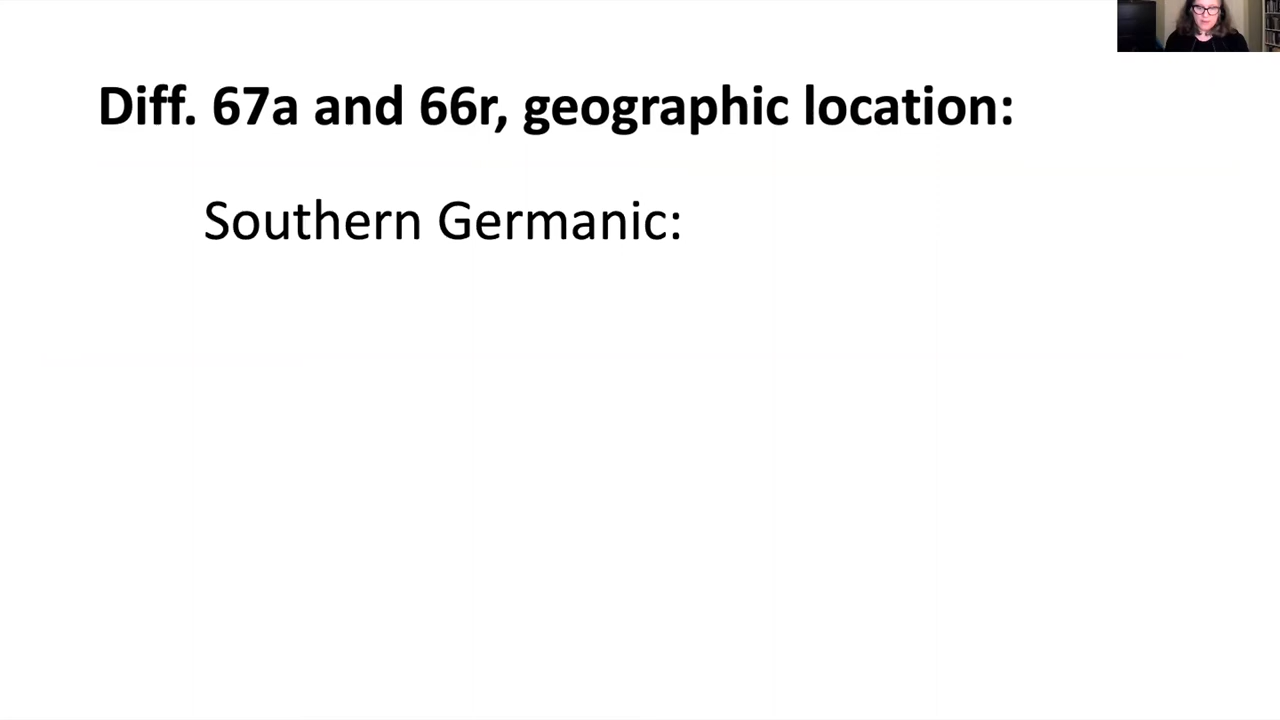 Diff. 67a and 66r, geographic location:
Southern Germanic: